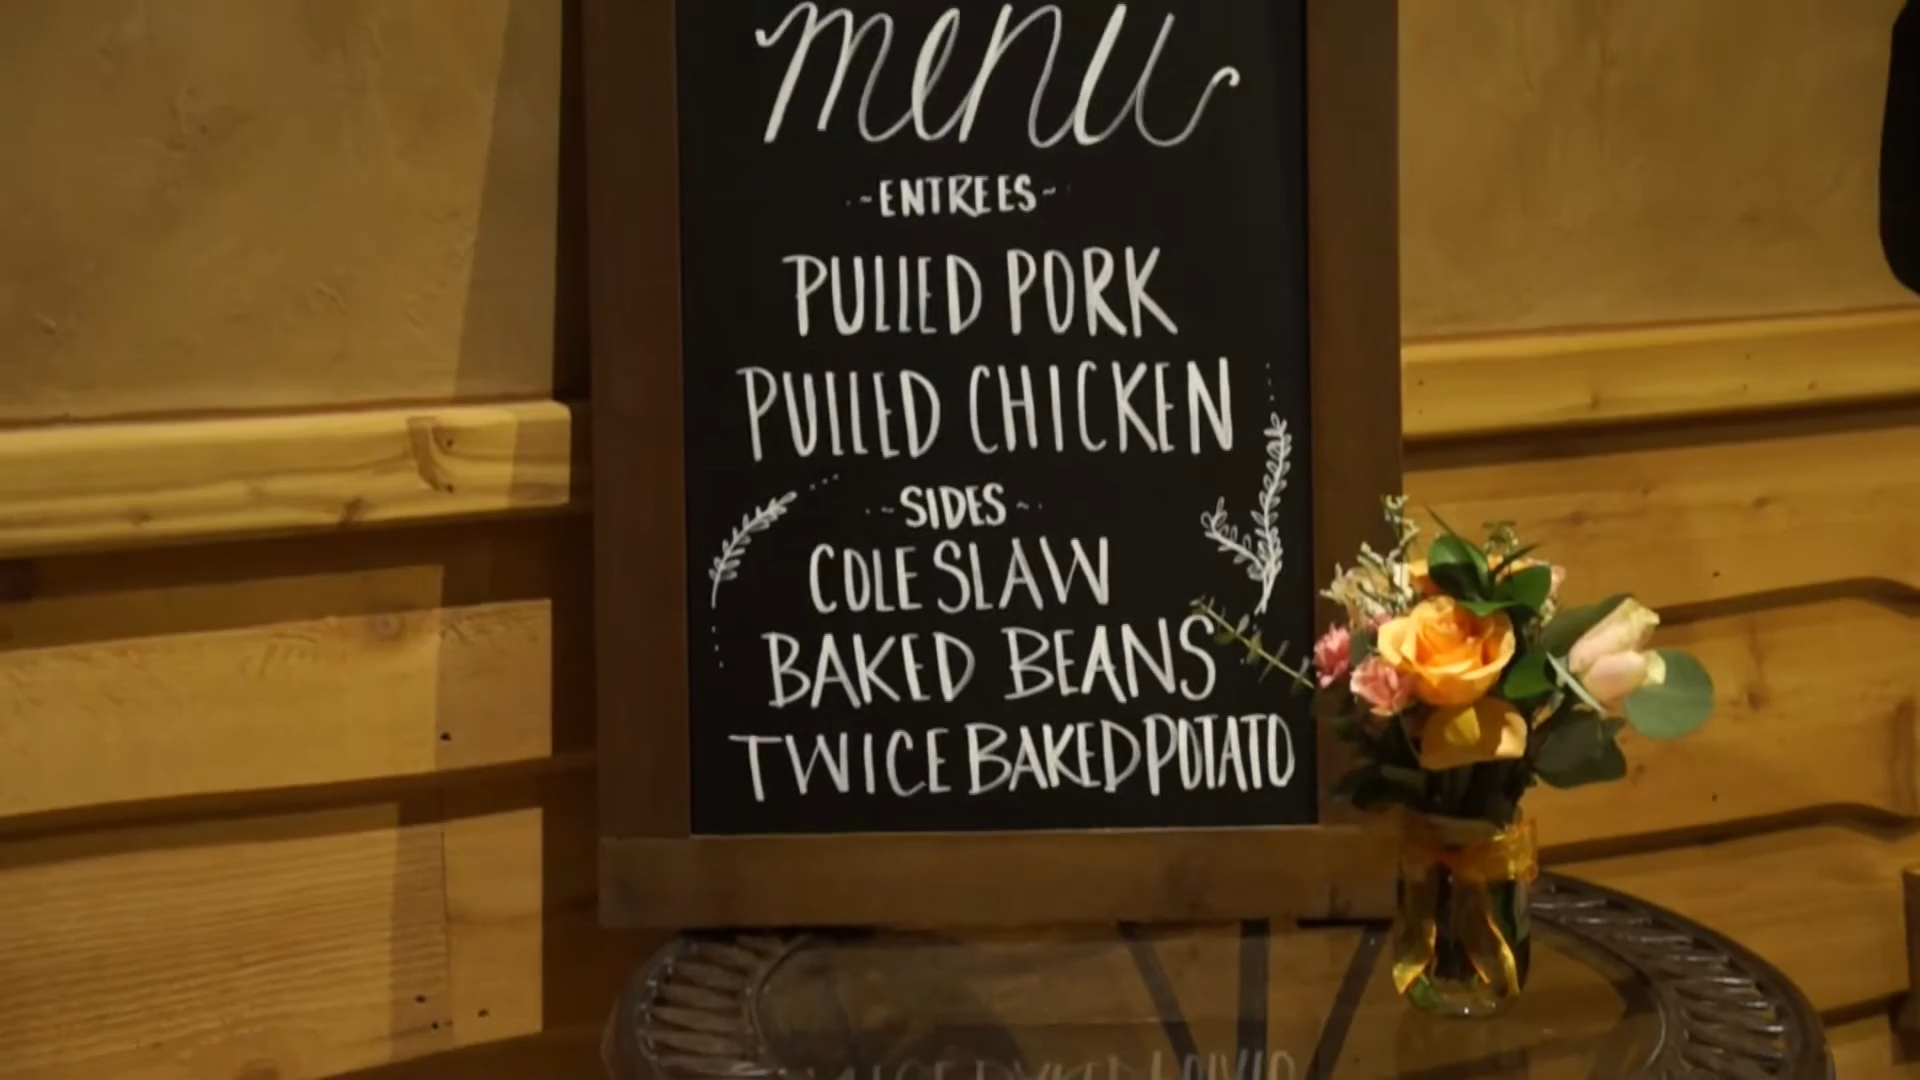 menu
-ENTREES-
PULLED PORK
PULLED CHICKEN
-SIDES-
COLE SLAW
BAKED BEANS
TWICE BAKED POTATO